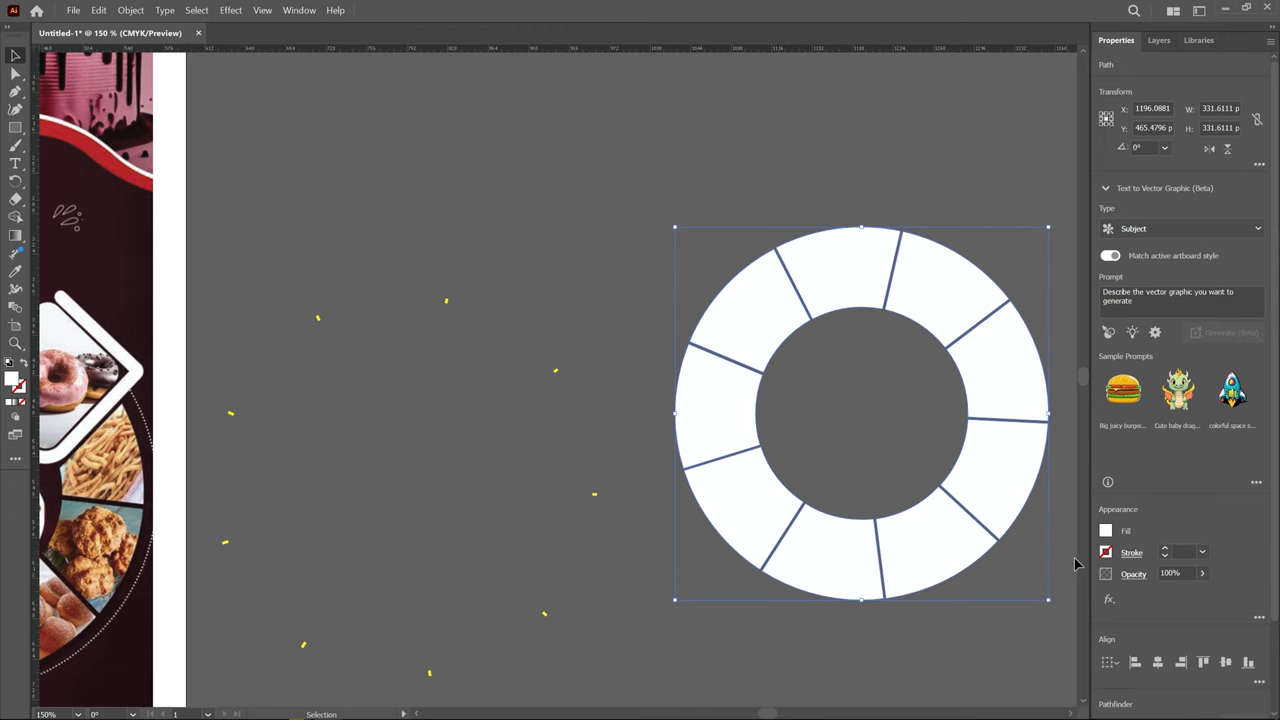 Ai
File
Edit
Object
Type
Select
Effect
View
Window
Help
Untitled-1* @ 150 % (CMYK/Preview)
Properties
Layers
Libraries
Path
Transform
X: 1196.0881
W: 331.6111 p
Y: 465.4796 p
H: 331.6111 p
0°
Text to Vector Graphic (Beta)
Type
Subject
Match active artboard style
Prompt
Describe the vector graphic you want to
generate
Generate (Beta)
Sample Prompts
Big juicy burger...
Cute baby drag...
colorful space s...
Appearance
Fill
Stroke
Opacity
100%
fx.
Align
Pathfinder
150%
0°
1
Selection